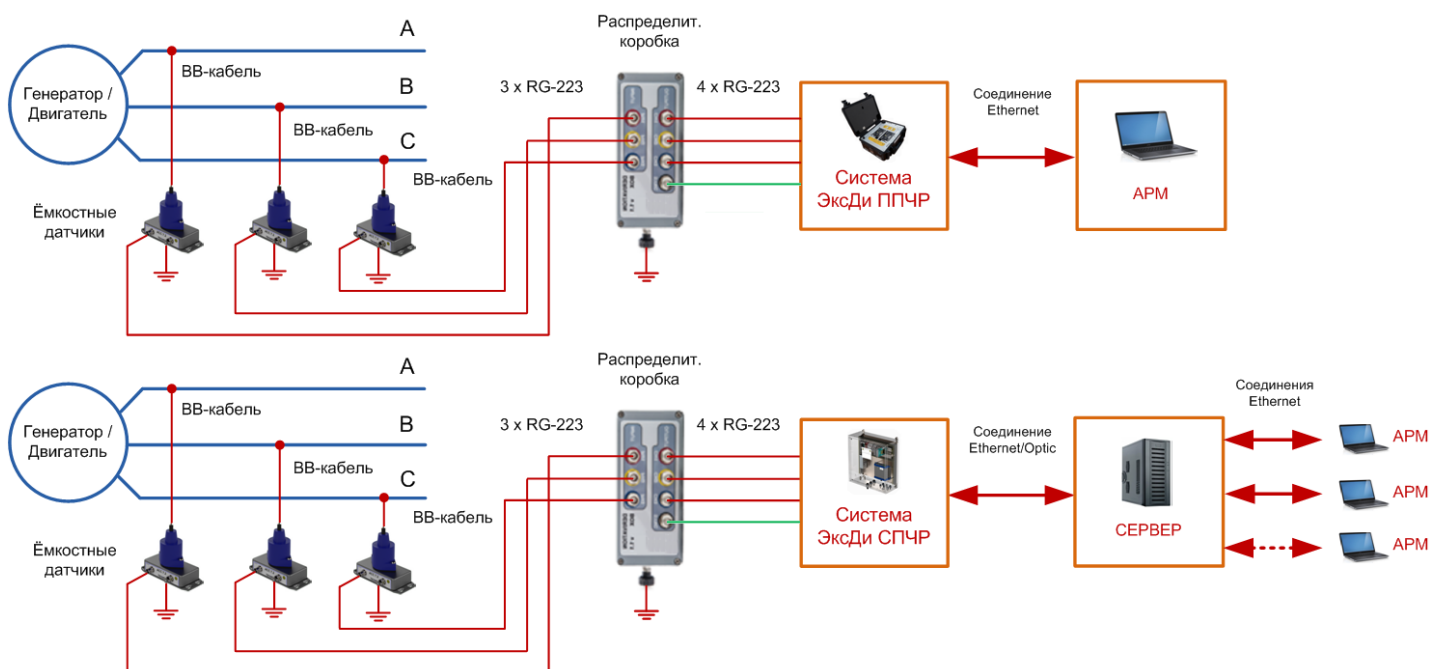 Распределит.
коробка
A
ВВ-кабель
3 x RG-223
4 x RG-223
Генератор /
Двигатель
B
ВВ-кабель
Соединение
Ethernet
C
ВВ-кабель
Система
ЭксДи ППЧР
АРМ
Ёмкостные
датчики
Распределит.
коробка
A
ВВ-кабель
3 x RG-223
4 x RG-223
Соединения
Ethernet
Генератор /
Двигатель
B
ВВ-кабель
Соединение
Ethernet/Optic
АРМ
C
ВВ-кабель
Система
ЭксДи СПЧР
СЕРВЕР
АРМ
АРМ
Ёмкостные
датчики